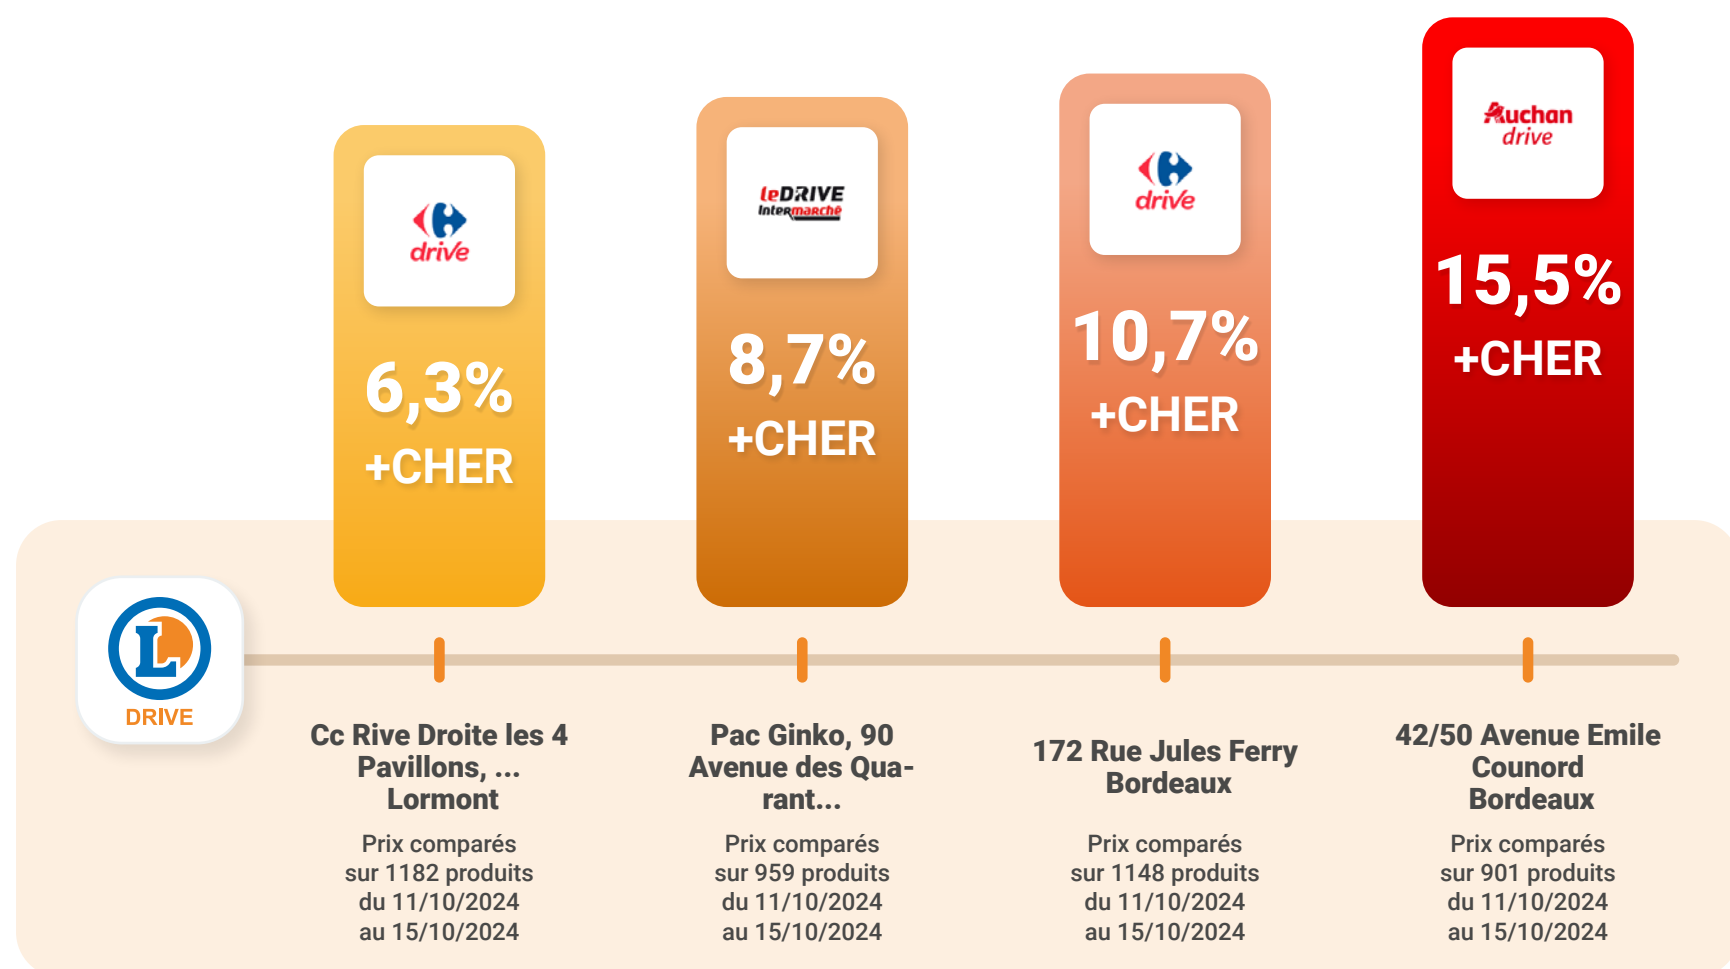 drive
6,3%
+CHER
leDRIVE
Intermarché
8,7%
+CHER
drive
10,7%
+CHER
Auchan
drive
15,5%
+CHER
L
DRIVE
Cc Rive Droite les 4
Pavillons, ...
Lormont
Prix comparés
sur 1182 produits
du 11/10/2024
au 15/10/2024
Pac Ginko, 90
Avenue des Qua-
rant...
Prix comparés
sur 959 produits
du 11/10/2024
au 15/10/2024
172 Rue Jules Ferry
Bordeaux
Prix comparés
sur 1148 produits
du 11/10/2024
au 15/10/2024
42/50 Avenue Emile
Counord
Bordeaux
Prix comparés
sur 901 produits
du 11/10/2024
au 15/10/2024